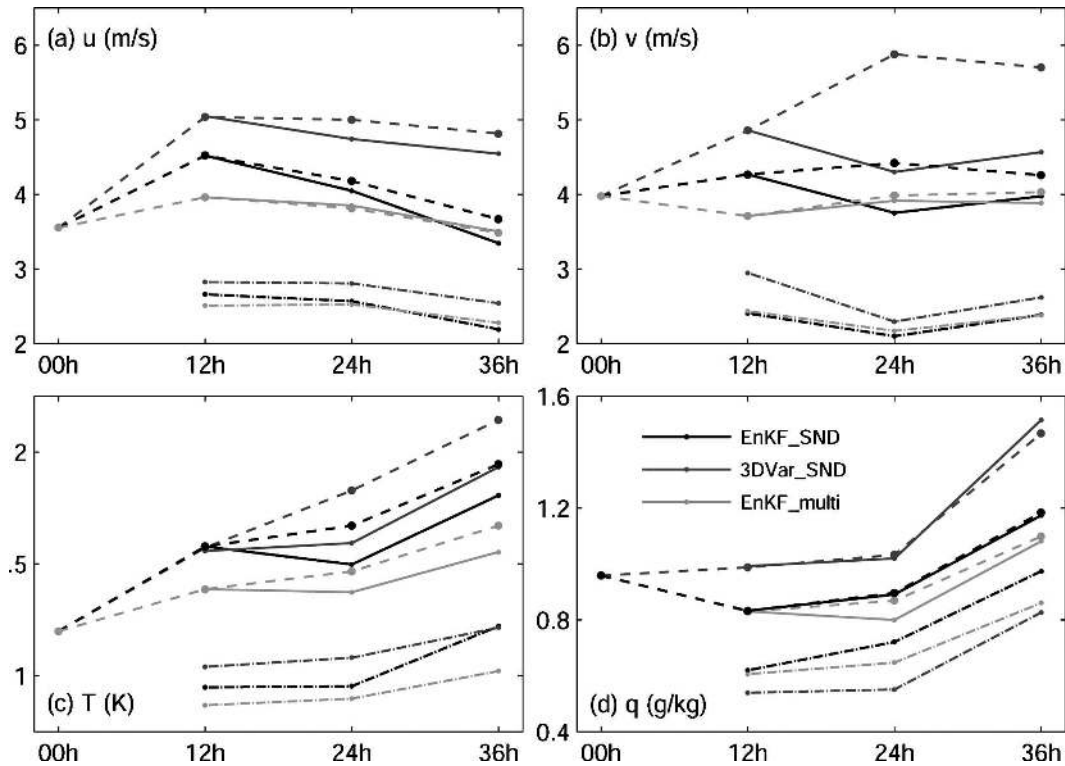 (a) u (m/s)
6
5
4
3
2
00h 12h 24h 36h
(b) v (m/s)
6
5
4
3
2
00h 12h 24h 36h
(c) T (K)
2
.5
1
00h 12h 24h 36h
1.6
1.2
0.8
0.4
EnKF_SND
3DVar_SND
EnKF_multi
(d) q (g/kg)
00h 12h 24h 36h